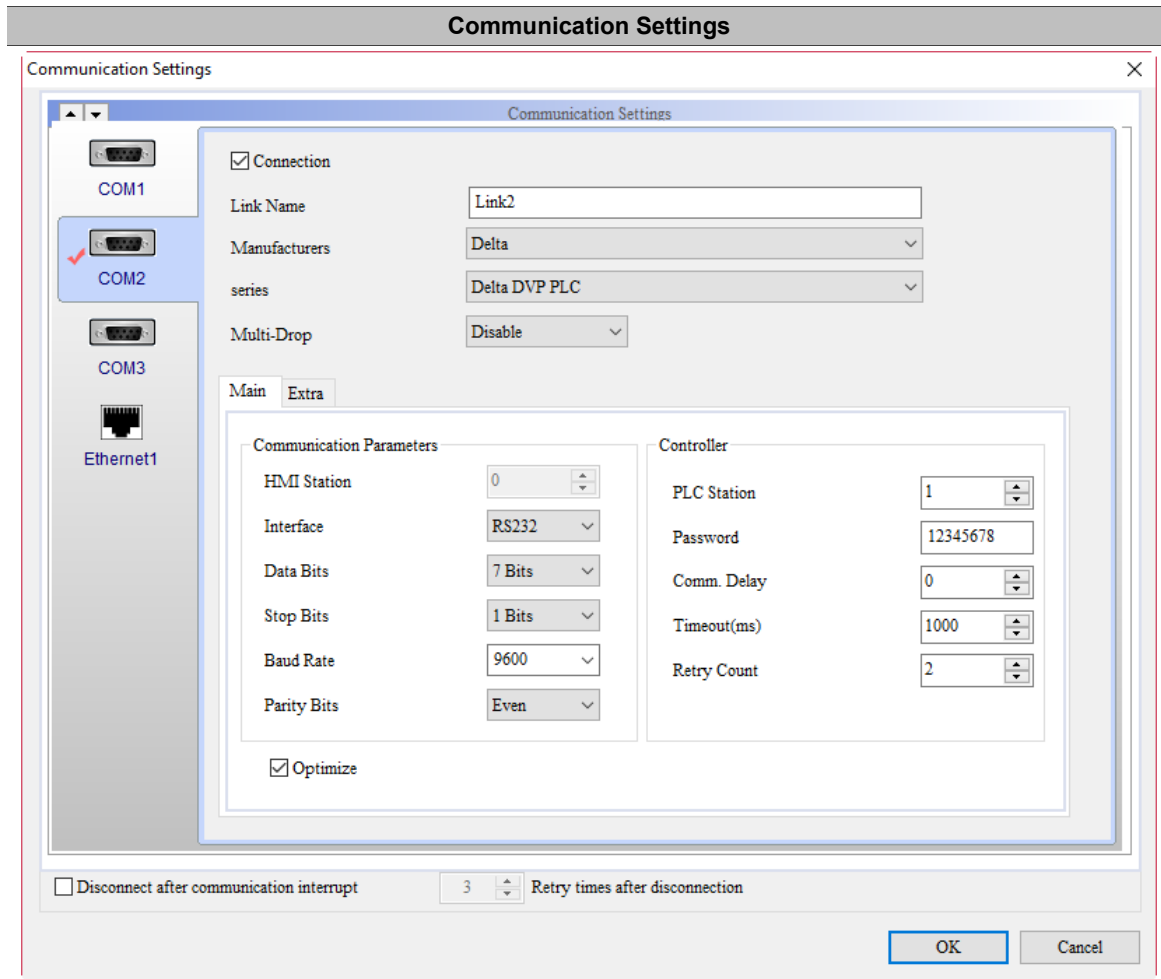 Communication Settings
Communication Settings
Communication Settings
COM1
COM2
COM3
Ethernet1
Connection
Link Name
Link2
Manufacturers
Delta
series
Delta DVP PLC
Multi-Drop
Disable
Main
Extra
Communication Parameters
HMI Station
0
Interface
RS232
Data Bits
7 Bits
Stop Bits
1 Bits
Baud Rate
9600
Parity Bits
Even
Controller
PLC Station
1
Password
12345678
Comm. Delay
0
Timeout(ms)
1000
Retry Count
2
Optimize
Disconnect after communication interrupt
3
Retry times after disconnection
OK
Cancel